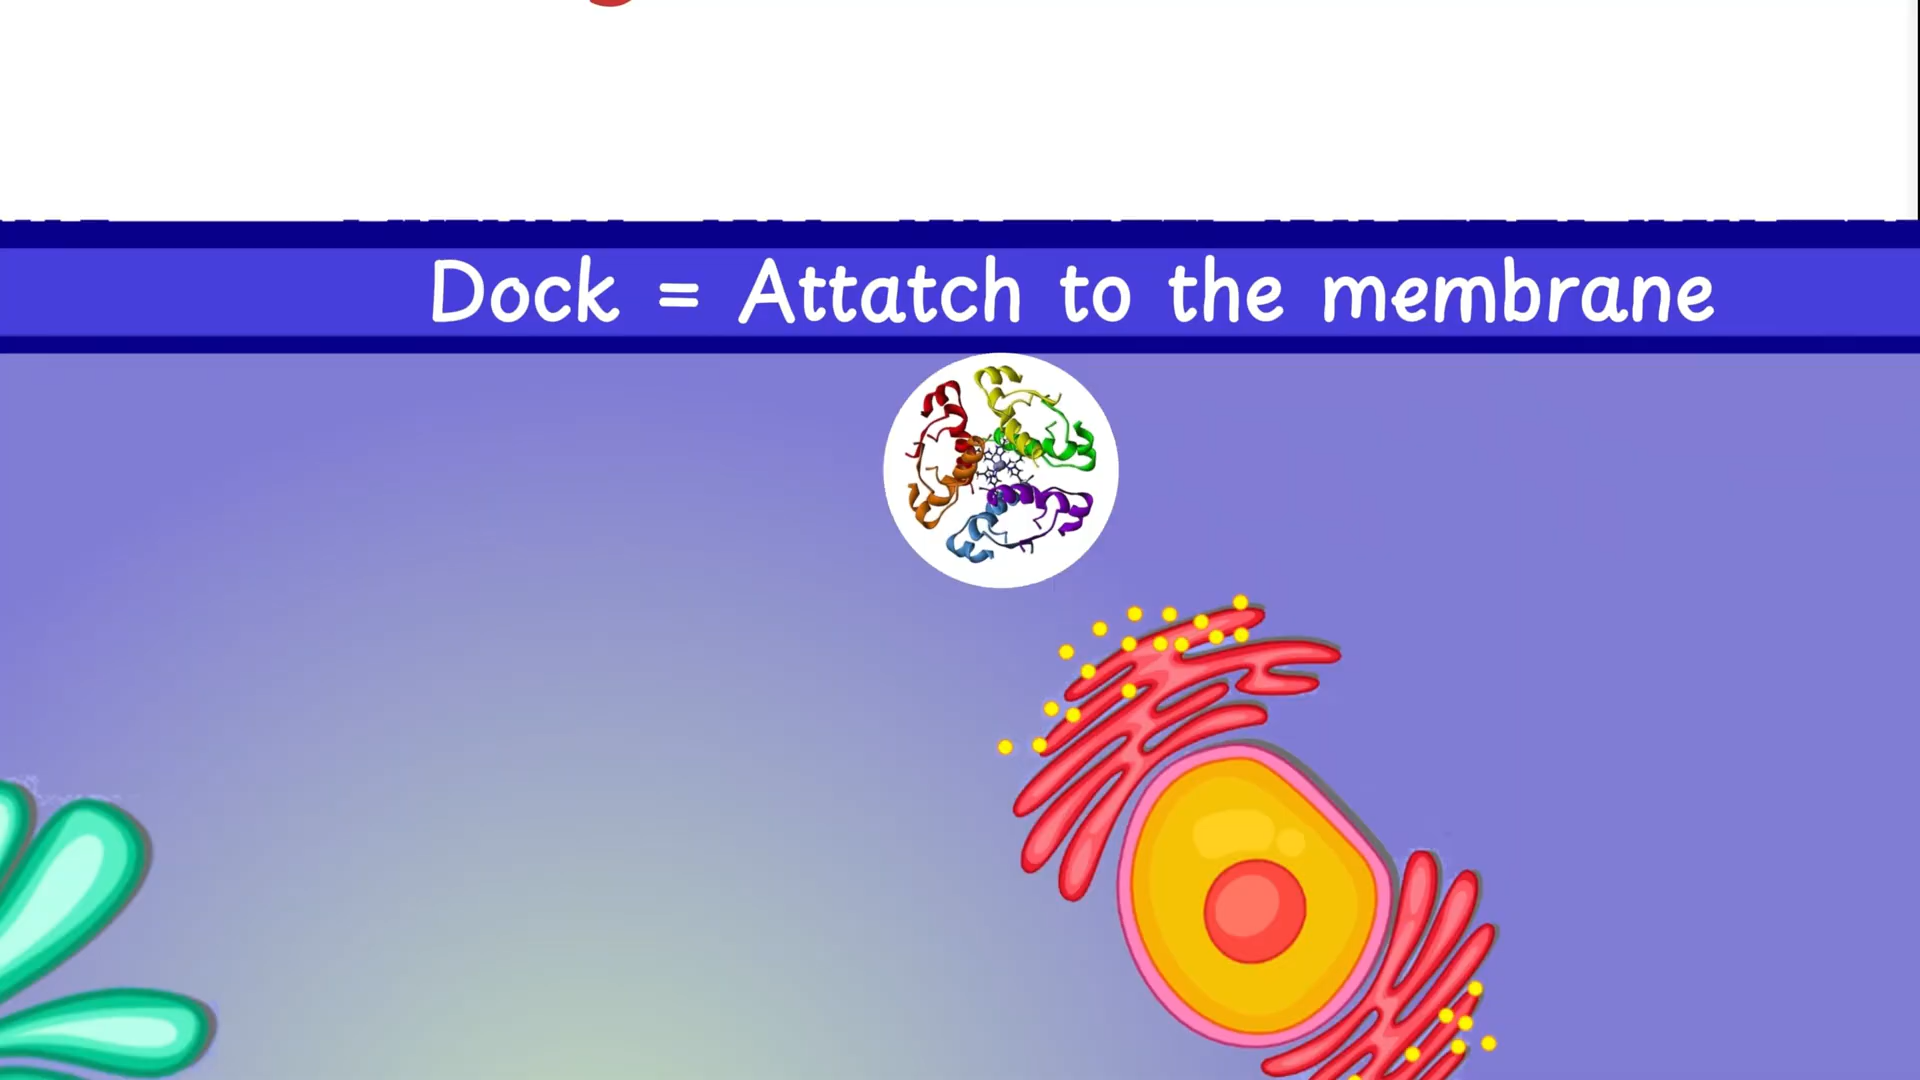 Dock = Attatch to the membrane